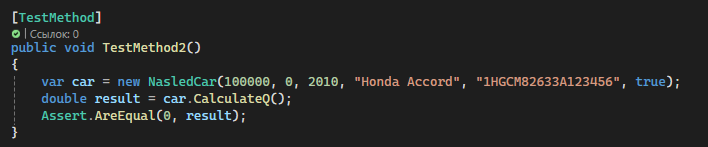 [TestMethod]
| Ссылок: 0
public void TestMethod2()
{
var car = new NasledCar(100000, 0, 2010, "Honda Accord", "1HGCM82633A123456", true);
double result = car.CalculateQ();
Assert.AreEqual(0, result);
}